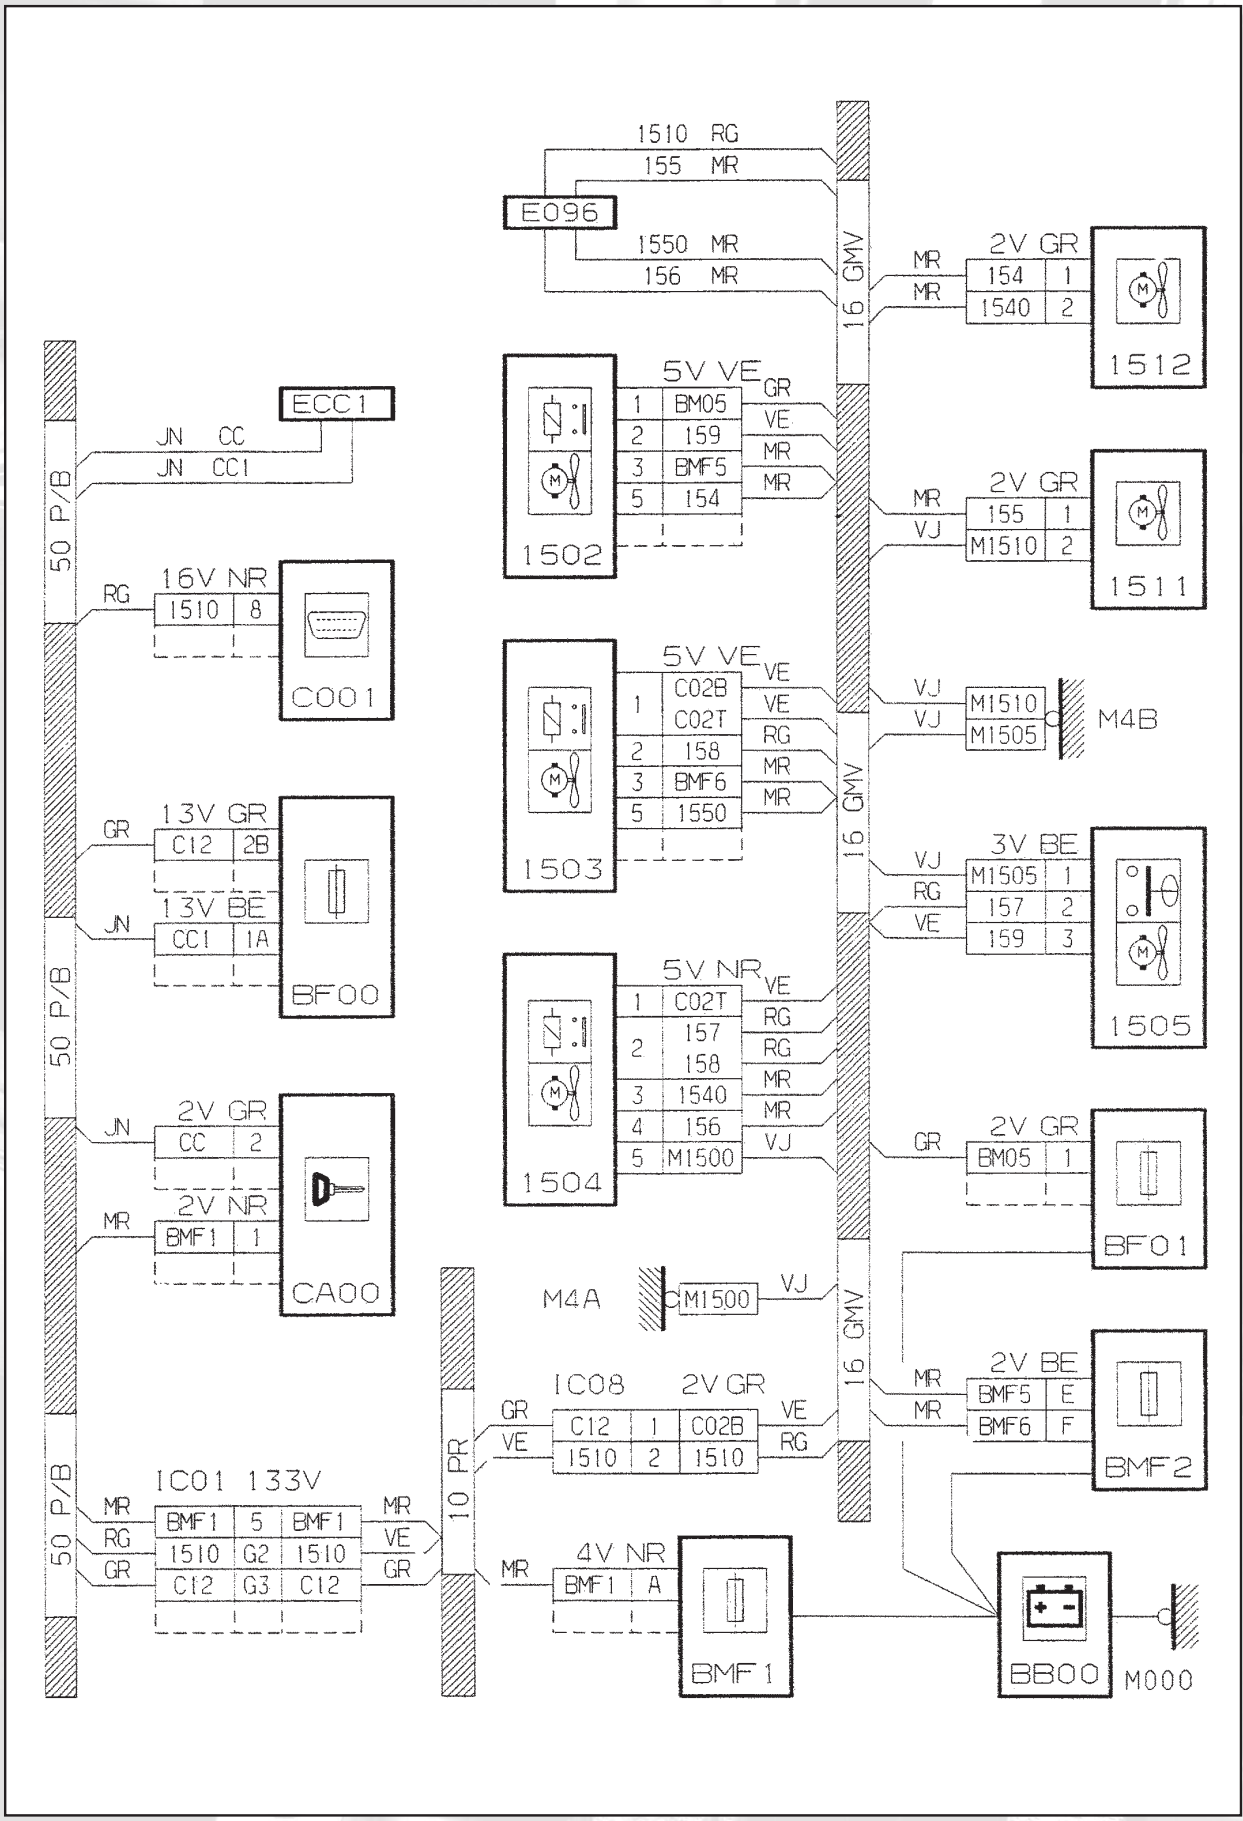 1510 RG
155 MR
E096
1550 MR
156 MR
16 GMV
MR
MR
2V GR
154 1
1540 2
1512
5V VE
1 BM05 GR
2 159 VE
3 BMF5 MR
5 154 MR
1502
MR
VJ
2V GR
155 1
M1510 2
1511
ECC1
JN CC
JN CC1
50 P/B
16V NR
RG 1510 8
C001
5V VE
1 C02B VE
C02T VE
2 158 RG
3 BMF6 MR
5 1550 MR
1503
16 GMV
VJ M1510
VJ M1505
M4B
13V GR
GR C12 2B
13V BE
JN CC1 1A
BF00
50 P/B
3V BE
VJ M1505 1
RG 157 2
VE 159 3
1505
5V NR
1 C02T VE
2 157 RG
158 RG
3 1540 MR
4 156 MR
5 M1500 VJ
1504
2V GR
JN CC 2
2V NR
MR BMF1 1
CA00
2V GR
GR BM05 1
BF01
M4A M1500 VJ
16 GMV
2V BE
MR BMF5 E
MR BMF6 F
BMF2
IC08 2V GR
GR C12 1 C02B VE
VE 1510 2 1510 RG
10 PR
50 P/B
IC01 133V
MR BMF1 5 BMF1 MR
RG 1510 G2 1510 VE
GR C12 G3 C12 GR
4V NR
MR BMF1 A
BMF1
+ -
BB00
M000